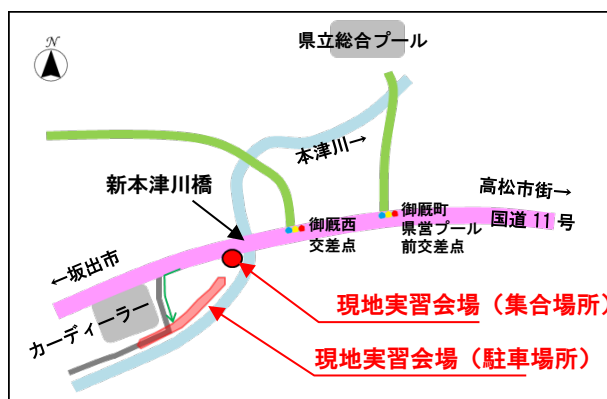 県立総合プール
N
本津川→
新本津川橋
高松市街→
国道 11 号
御厩西
交差点
御厩町
県営プール
前交差点
←坂出市
カーディーラー
現地実習会場（集合場所）
現地実習会場（駐車場所）